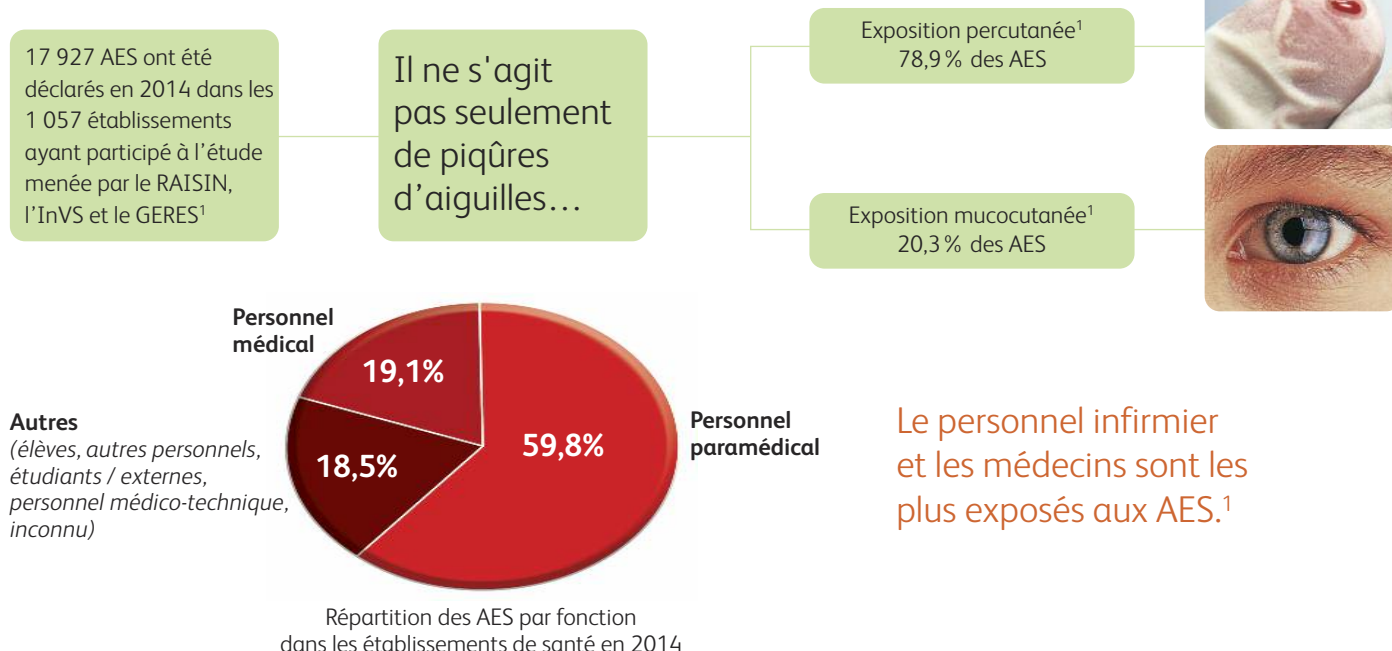 17 927 AES ont été
déclarés en 2014 dans les
1 057 établissements
ayant participé à l’étude
menée par le RAISIN,
l’InVS et le GERES¹
Il ne s'agit
pas seulement
de piqûres
d’aiguilles…
Exposition percutanée¹
78,9 % des AES
Exposition mucocutanée¹
20,3 % des AES
Personnel
médical
19,1%
Autres
(élèves, autres personnels,
étudiants / externes,
personnel médico-technique,
inconnu)
18,5%
59,8%
Personnel
paramédical
Le personnel infirmier
et les médecins sont les
plus exposés aux AES.¹
Répartition des AES par fonction
dans les établissements de santé en 2014